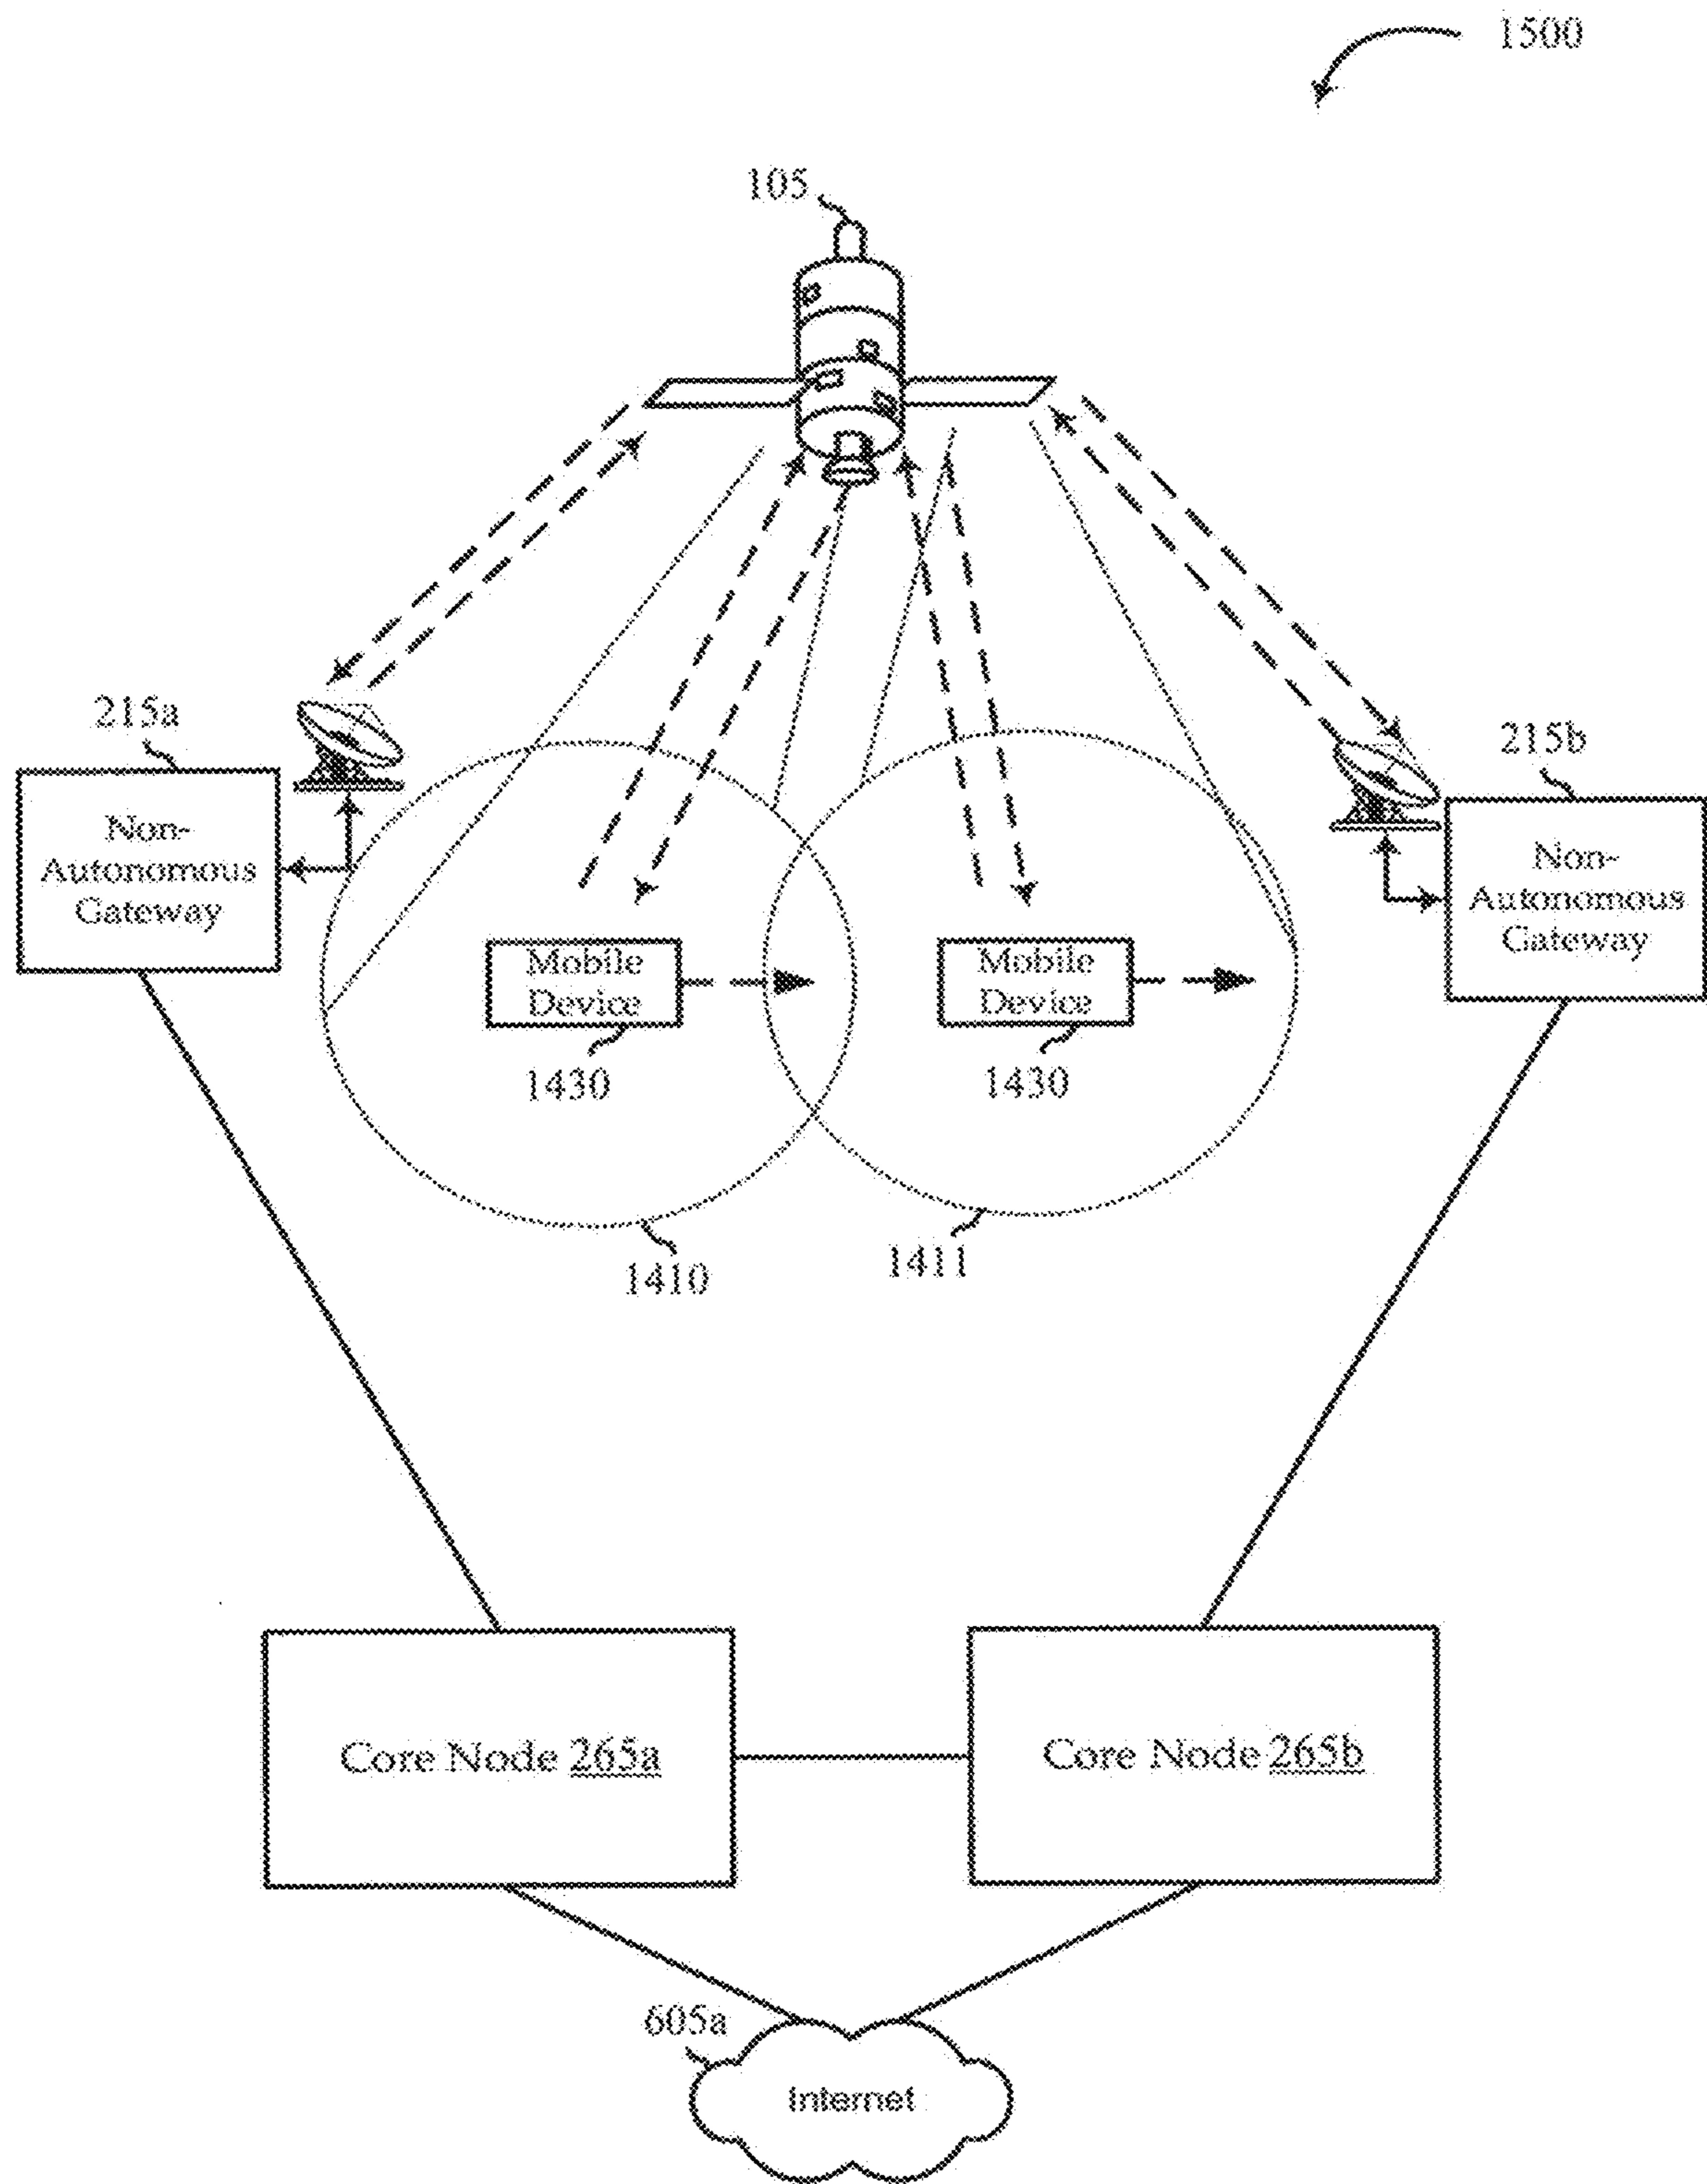 1500
105
215a
215b
Non-
Autonomous
Gateway
Non-
Autonomous
Gateway
Mobile
Device
Mobile
Device
1430
1430
1410
1411
Core Node 265a
Core Node 265b
605a
Internet